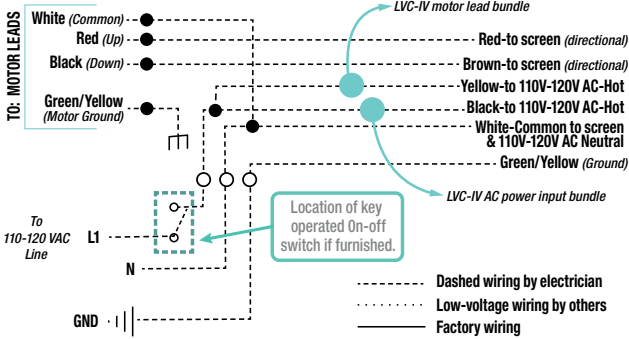 LVC-IV motor lead bundle
TO: MOTOR LEADS
White (Common)
Red (Up)
Black (Down)
Green/Yellow
(Motor Ground)
Red-to screen (directional)
Brown-to screen (directional)
Yellow-to 110V-120V AC-Hot
Black-to 110V-120V AC-Hot
White-Common to screen
& 110V-120V AC Neutral
Green/Yellow (Ground)
LVC-IV AC power input bundle
Location of key
operated On-off
switch if furnished.
To
110-120 VAC
Line
L1
N
GND
Dashed wiring by electrician
Low-voltage wiring by others
Factory wiring